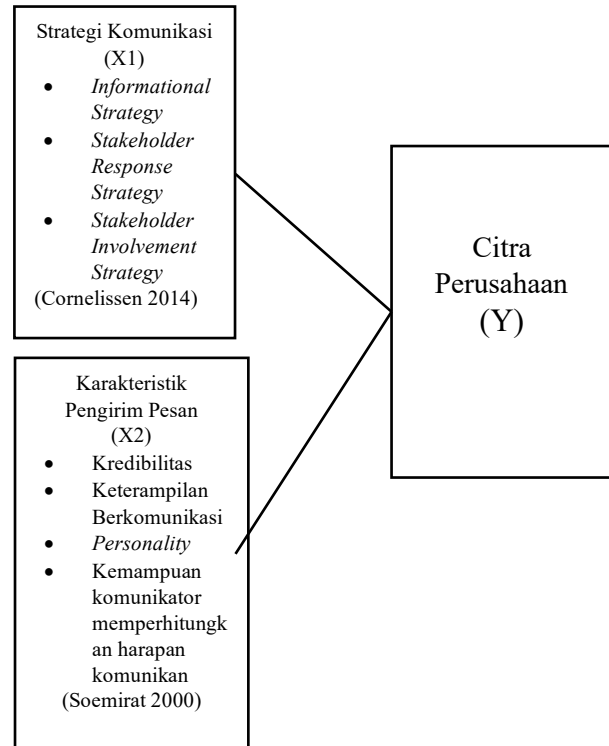 Strategi Komunikasi
(X1)
• Informational
Strategy
• Stakeholder
Response
Strategy
• Stakeholder
Involvement
Strategy
(Cornelissen 2014)
Karakteristik
Pengirim Pesan
(X2)
• Kredibilitas
• Keterampilan
Berkomunikasi
• Personality
• Kemampuan
komunikator
memperhitungk
an harapan
komunikan
(Soemirat 2000)
Citra
Perusahaan
(Y)